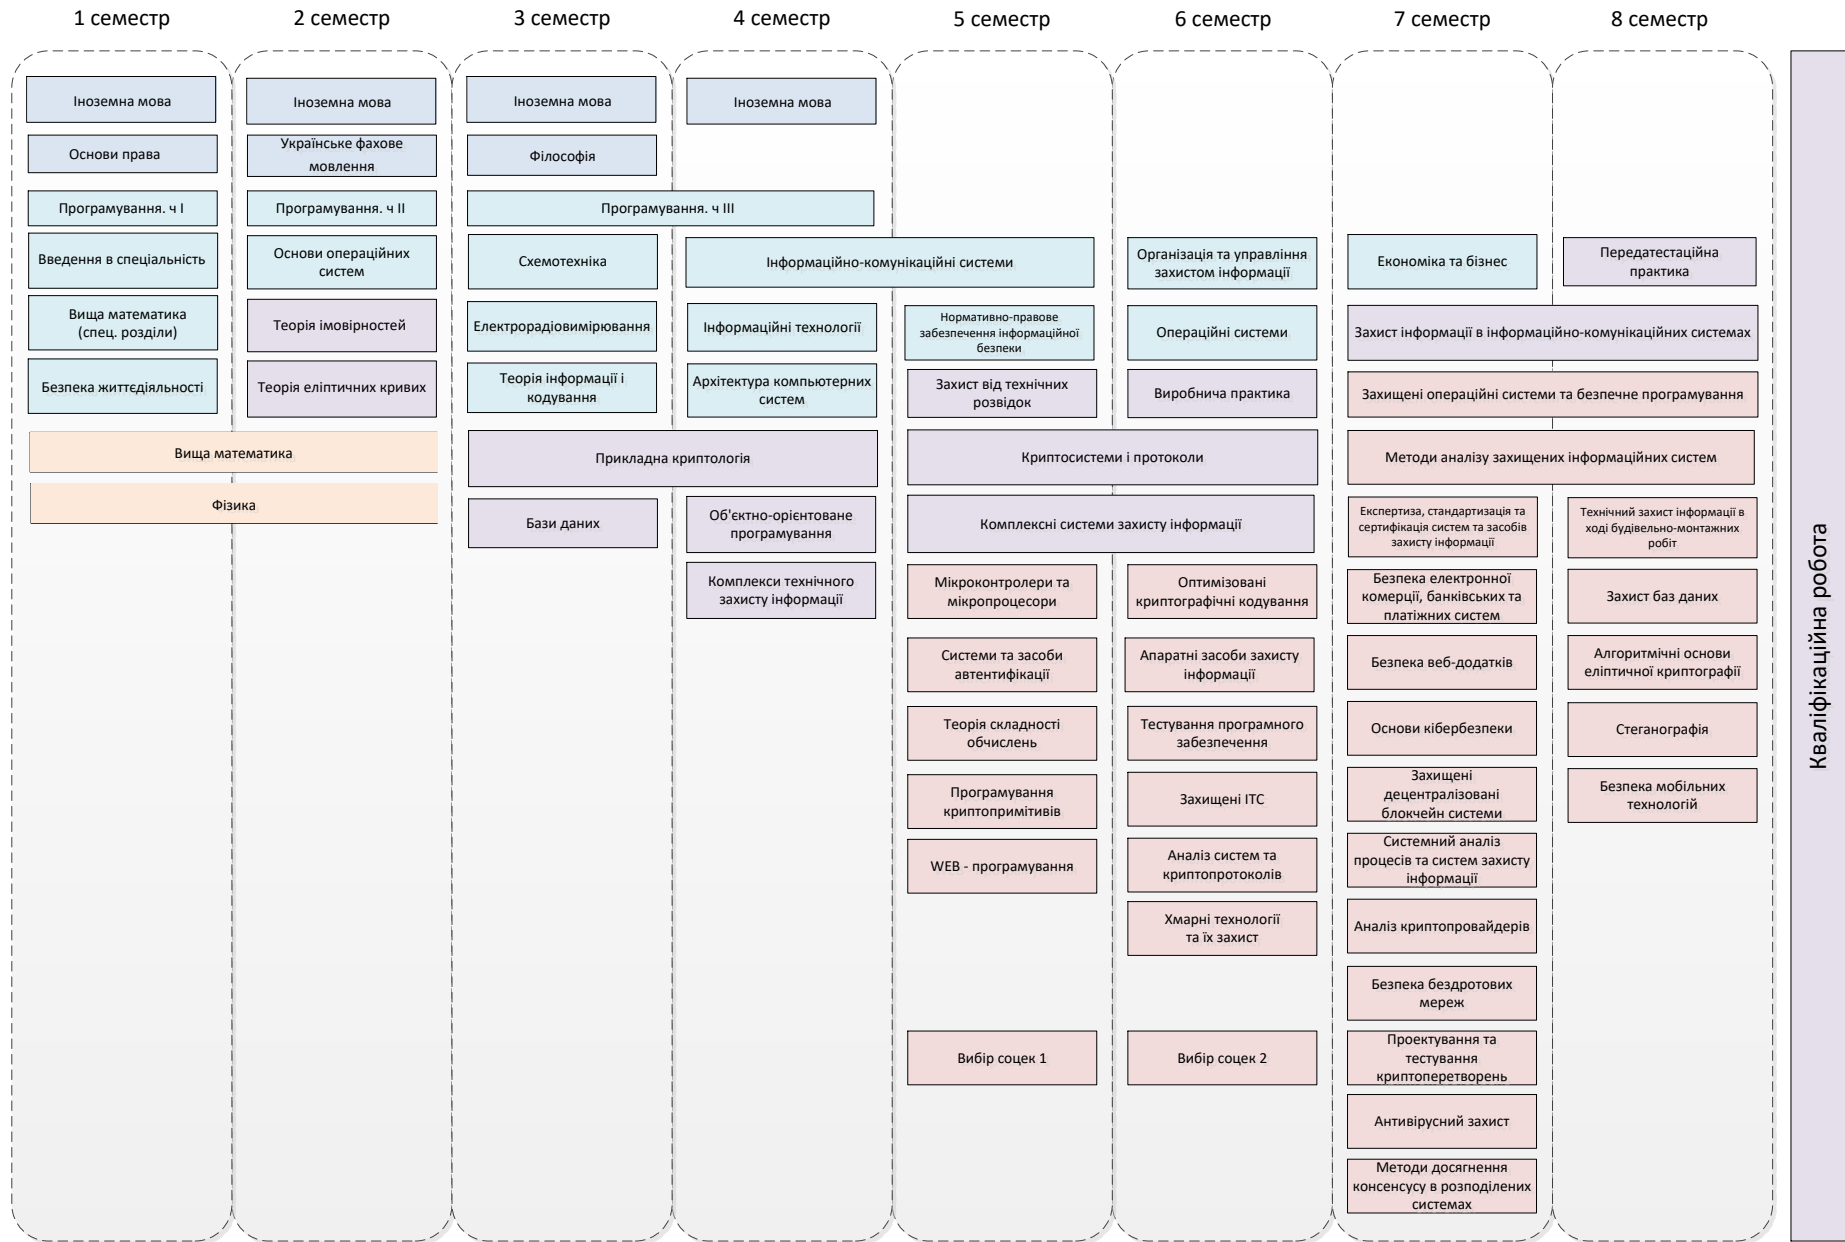 1 семестр
2 семестр
3 семестр
4 семестр
5 семестр
6 семестр
7 семестр
8 семестр
Іноземна мова
Основи права
Програмування. ч І
Введення в спеціальність
Вища математика
(спец. розділи)
Безпека життєдіяльності
Вища математика
Фізика
Іноземна мова
Українське фахове
мовлення
Програмування. ч ІІ
Основи операційних
систем
Теорія імовірностей
Теорія еліптичних кривих
Іноземна мова
Філософія
Програмування. ч ІІІ
Схемотехніка
Електрорадіовимірювання
Теорія інформації і
кодування
Прикладна криптологія
Бази даних
Іноземна мова
Інформаційно-комунікаційні системи
Інформаційні технології
Архітектура компьютерних
систем
Об'єктно-орієнтоване
програмування
Комплекси технічного
захисту інформації
Нормативно-правове
забезпечення інформаційної
безпеки
Захист від технічних
розвідок
Криптосистеми і протоколи
Комплексні системи захисту інформації
Мікроконтролери та
мікропроцесори
Системи та засоби
автентифікації
Теорія складності
обчислень
Програмування
криптопримітивів
WEB - програмування
Вибір соцек 1
Організація та управління
захистом інформації
Операційні системи
Виробнича практика
Оптимізовані
криптографічні кодування
Апаратні засоби захисту
інформації
Тестування програмного
забезпечення
Захищені ІТС
Аналіз систем та
криптопротоколів
Хмарні технології
та їх захист
Вибір соцек 2
Економіка та бізнес
Захист інформації в інформаційно-комунікаційних системах
Захищені операційні системи та безпечне програмування
Методи аналізу захищених інформаційних систем
Експертиза, стандартизація та
сертифікація систем та засобів
захисту інформації
Безпека електронної
комерції, банківських та
платіжних систем
Безпека веб-додатків
Основи кібербезпеки
Захищені
децентралізовані
блокчейн системи
Системний аналіз
процесів та систем захисту
інформації
Аналіз криптопровайдерів
Безпека бездротових
мереж
Проектування та
тестування
криптоперетворень
Антивірусний захист
Методи досягнення
консенсусу в розподілених
системах
Передатестаційна
практика
Технічний захист інформації в
ході будівельно-монтажних
робіт
Захист баз даних
Алгоритмічні основи
еліптичної криптографії
Стеганографія
Безпека мобільних
технологій
Кваліфікаційна робота